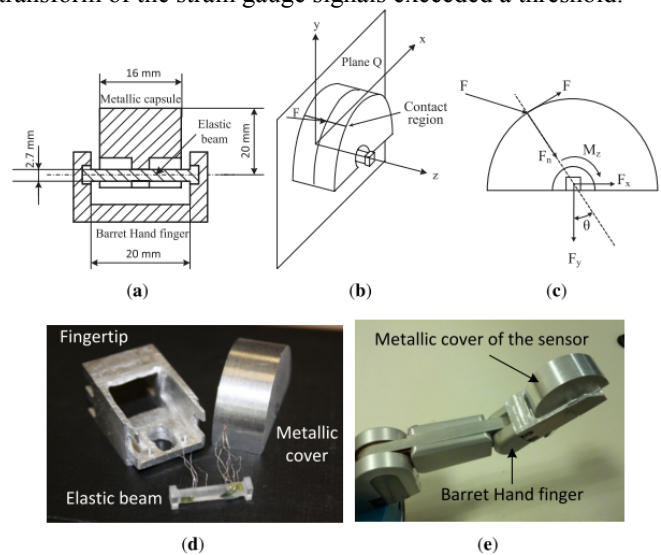 transform of the strain gauge signals exceeded a threshold.
16 mm
Metallic capsule
Elastic
beam
2.7 mm
20 mm
Barret Hand finger
20 mm
(a)
y
x
Plane Q
Contact
region
F
z
(b)
F
F
Fn
Mz
Fx
θ
Fy
(c)
Fingertip
Metallic
cover
Elastic beam
(d)
Metallic cover of the sensor
Barret Hand finger
(e)